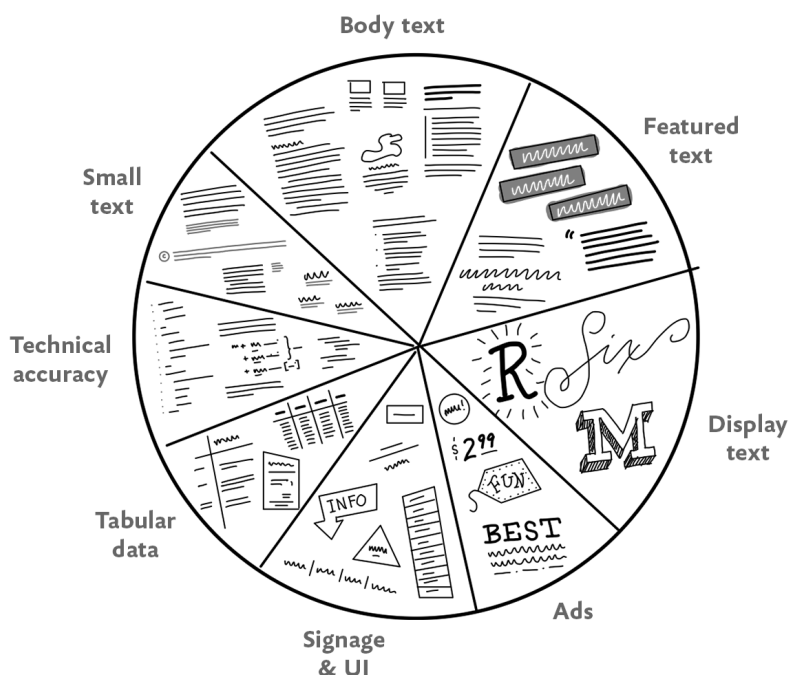 Body text
Featured
text
Small
text
“
©
Technical
accuracy
R
Six
M
Display
text
$2.99
FUN
BEST
INFO
Tabular
data
Ads
Signage
& UI